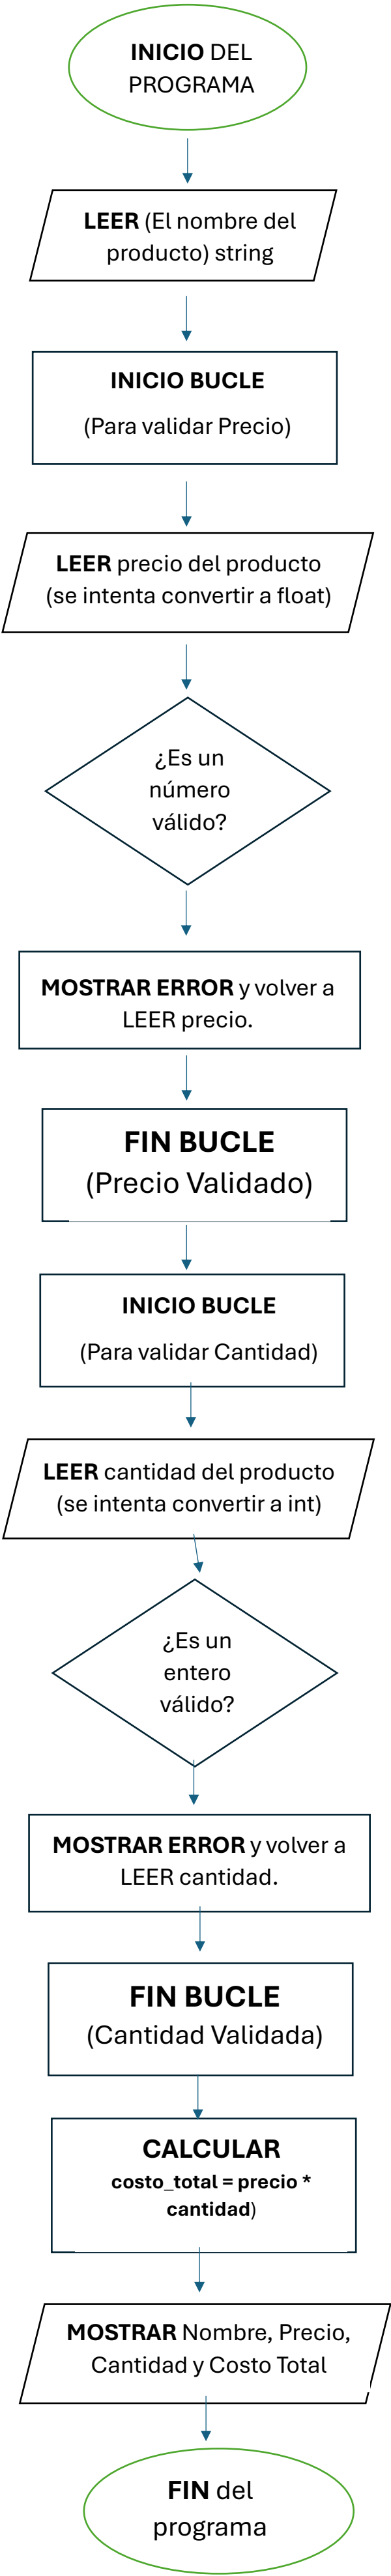 INICIO DEL
PROGRAMA
LEER (El nombre del
producto) string
INICIO BUCLE
(Para validar Precio)
LEER precio del producto
(se intenta convertir a float)
¿Es un
número
válido?
MOSTRAR ERROR y volver a
LEER precio.
FIN BUCLE
(Precio Validado)
INICIO BUCLE
(Para validar Cantidad)
LEER cantidad del producto
(se intenta convertir a int)
¿Es un
entero
válido?
MOSTRAR ERROR y volver a
LEER cantidad.
FIN BUCLE
(Cantidad Validada)
CALCULAR
costo_total = precio *
cantidad)
MOSTRAR Nombre, Precio,
Cantidad y Costo Total
FIN del
programa